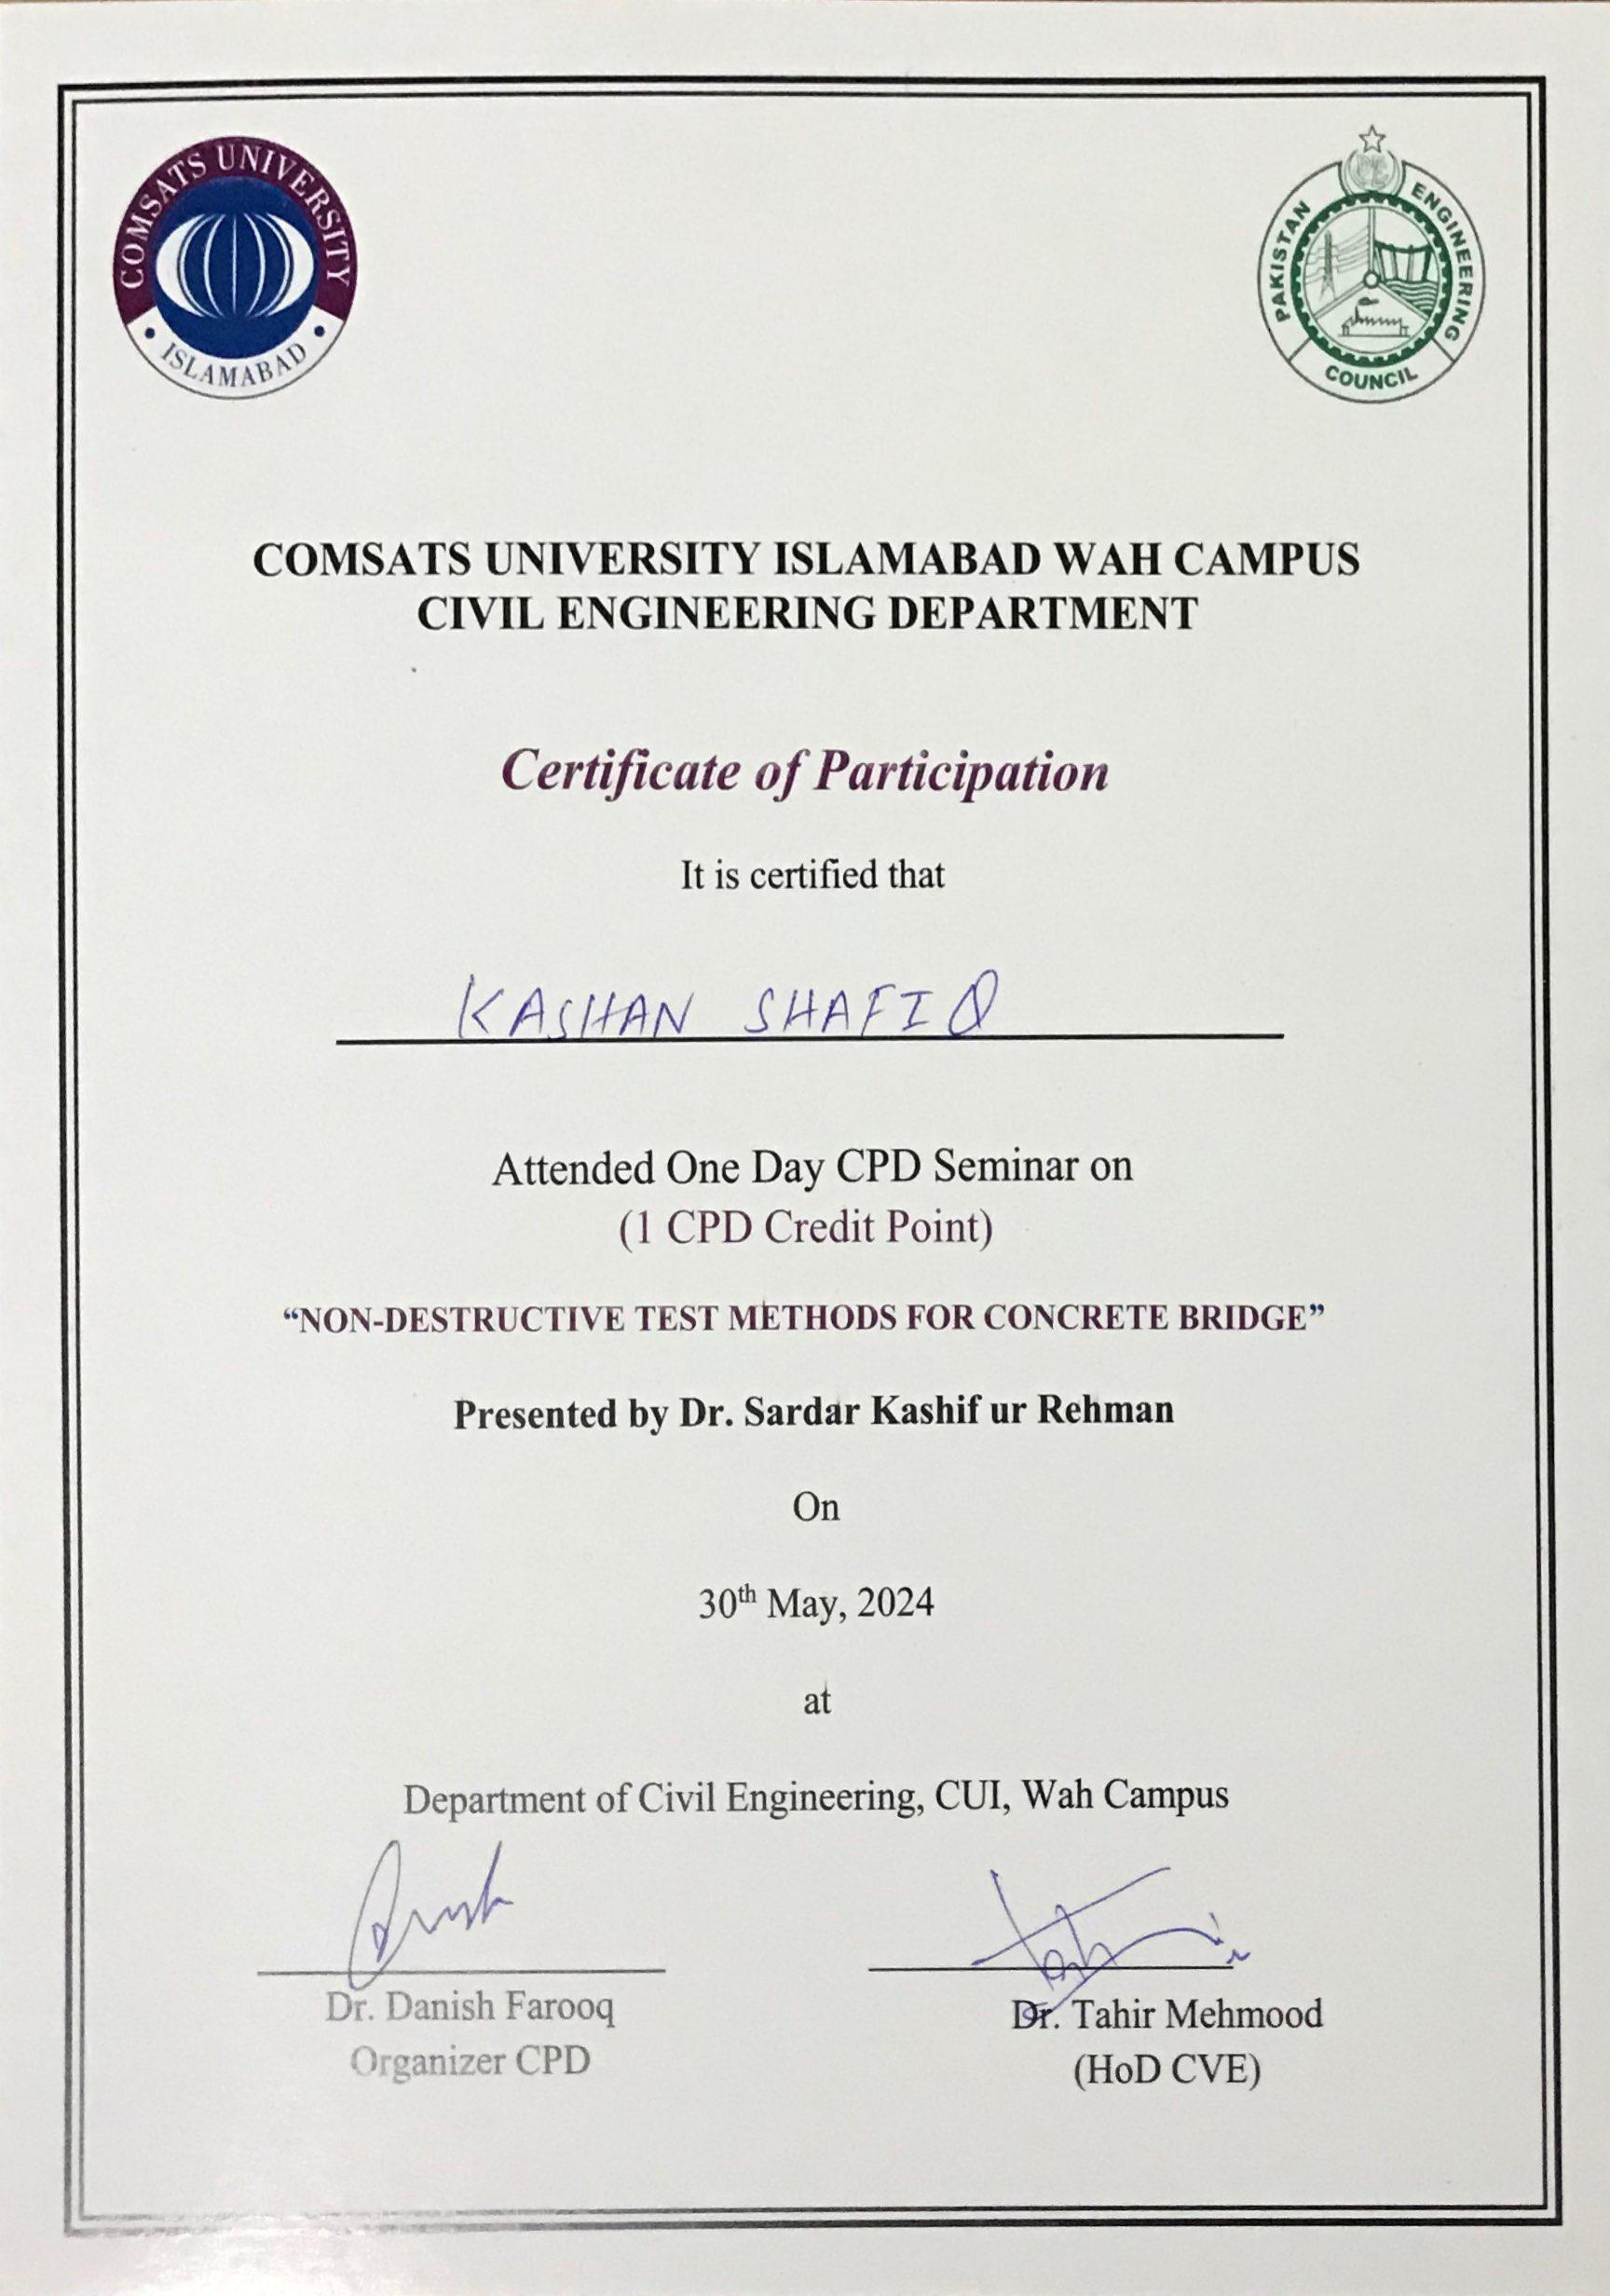 COMSATS UNIVERSITY
ISLAMABAD
PAKISTAN ENGINEERING
COUNCIL
COMSATS UNIVERSITY ISLAMABAD WAH CAMPUS
CIVIL ENGINEERING DEPARTMENT
Certificate of Participation
It is certified that
KASHAN SHAFIQ
Attended One Day CPD Seminar on
(1 CPD Credit Point)
“NON-DESTRUCTIVE TEST METHODS FOR CONCRETE BRIDGE”
Presented by Dr. Sardar Kashif ur Rehman
On
30th May, 2024
at
Department of Civil Engineering, CUI, Wah Campus
Dr. Danish Farooq
Organizer CPD
Dr. Tahir Mehmood
(HoD CVE)